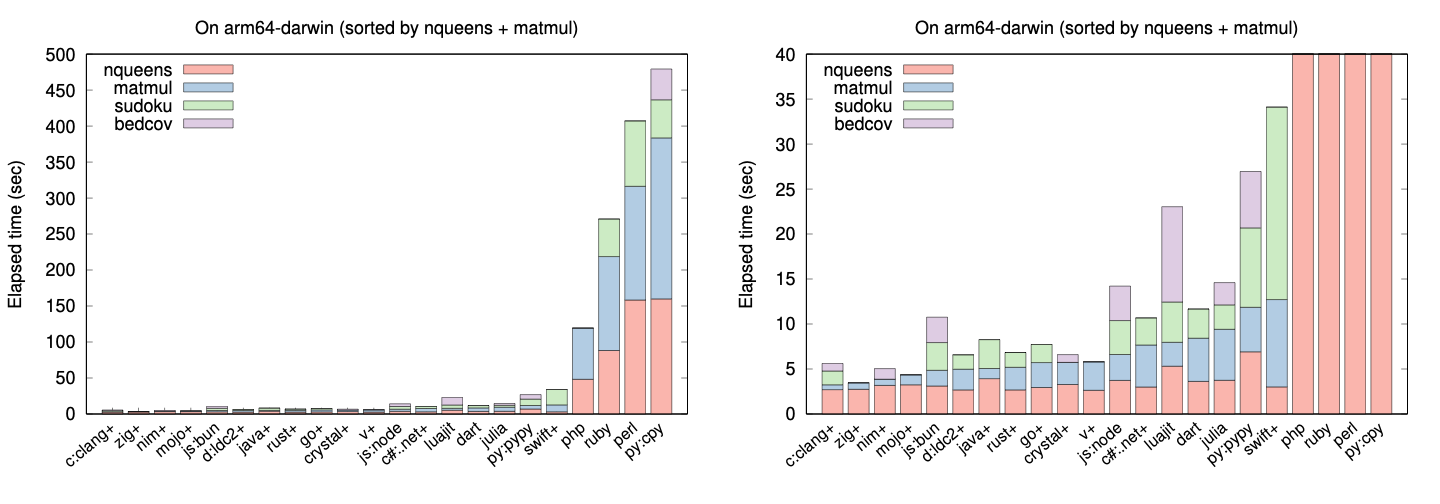 On arm64-darwin (sorted by nqueens + matmul)
Elapsed time (sec)
500
450
400
350
300
250
200
150
100
50
0
nqueens
matmul
sudoku
bedcov
c:clang+
zig+
nim+
mojo+
js:bun
d:ldc2+
java+
rust+
go+
crystal+
v+
js:node
c#:.net+
luajit
dart
julia
py:pypy
swift+
php
ruby
perl
py:cpy
On arm64-darwin (sorted by nqueens + matmul)
Elapsed time (sec)
40
35
30
25
20
15
10
5
0
nqueens
matmul
sudoku
bedcov
c:clang+
zig+
nim+
mojo+
js:bun
d:ldc2+
java+
rust+
go+
crystal+
v+
js:node
c#:.net+
luajit
dart
julia
py:pypy
swift+
php
ruby
perl
py:cpy